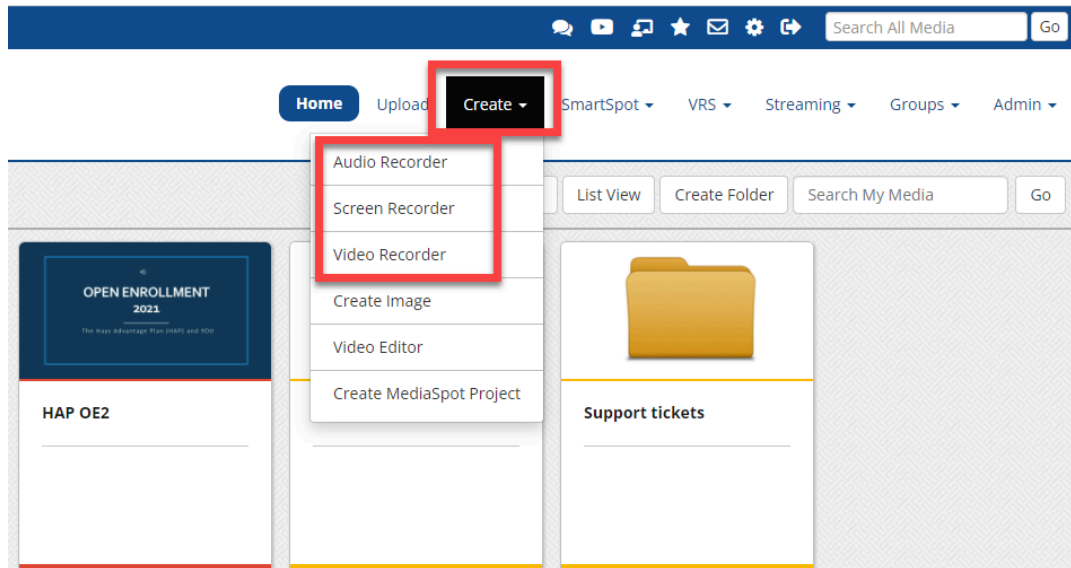 Search All Media
Go
Home
Upload
Create
SmartSpot
VRS
Streaming
Groups
Admin
Audio Recorder
Screen Recorder
Video Recorder
Create Image
Video Editor
Create MediaSpot Project
List View
Create Folder
Search My Media
Go
OPEN ENROLLMENT
2021
The Hays Advantage Plan (HAP) and YOU
HAP OE2
Support tickets